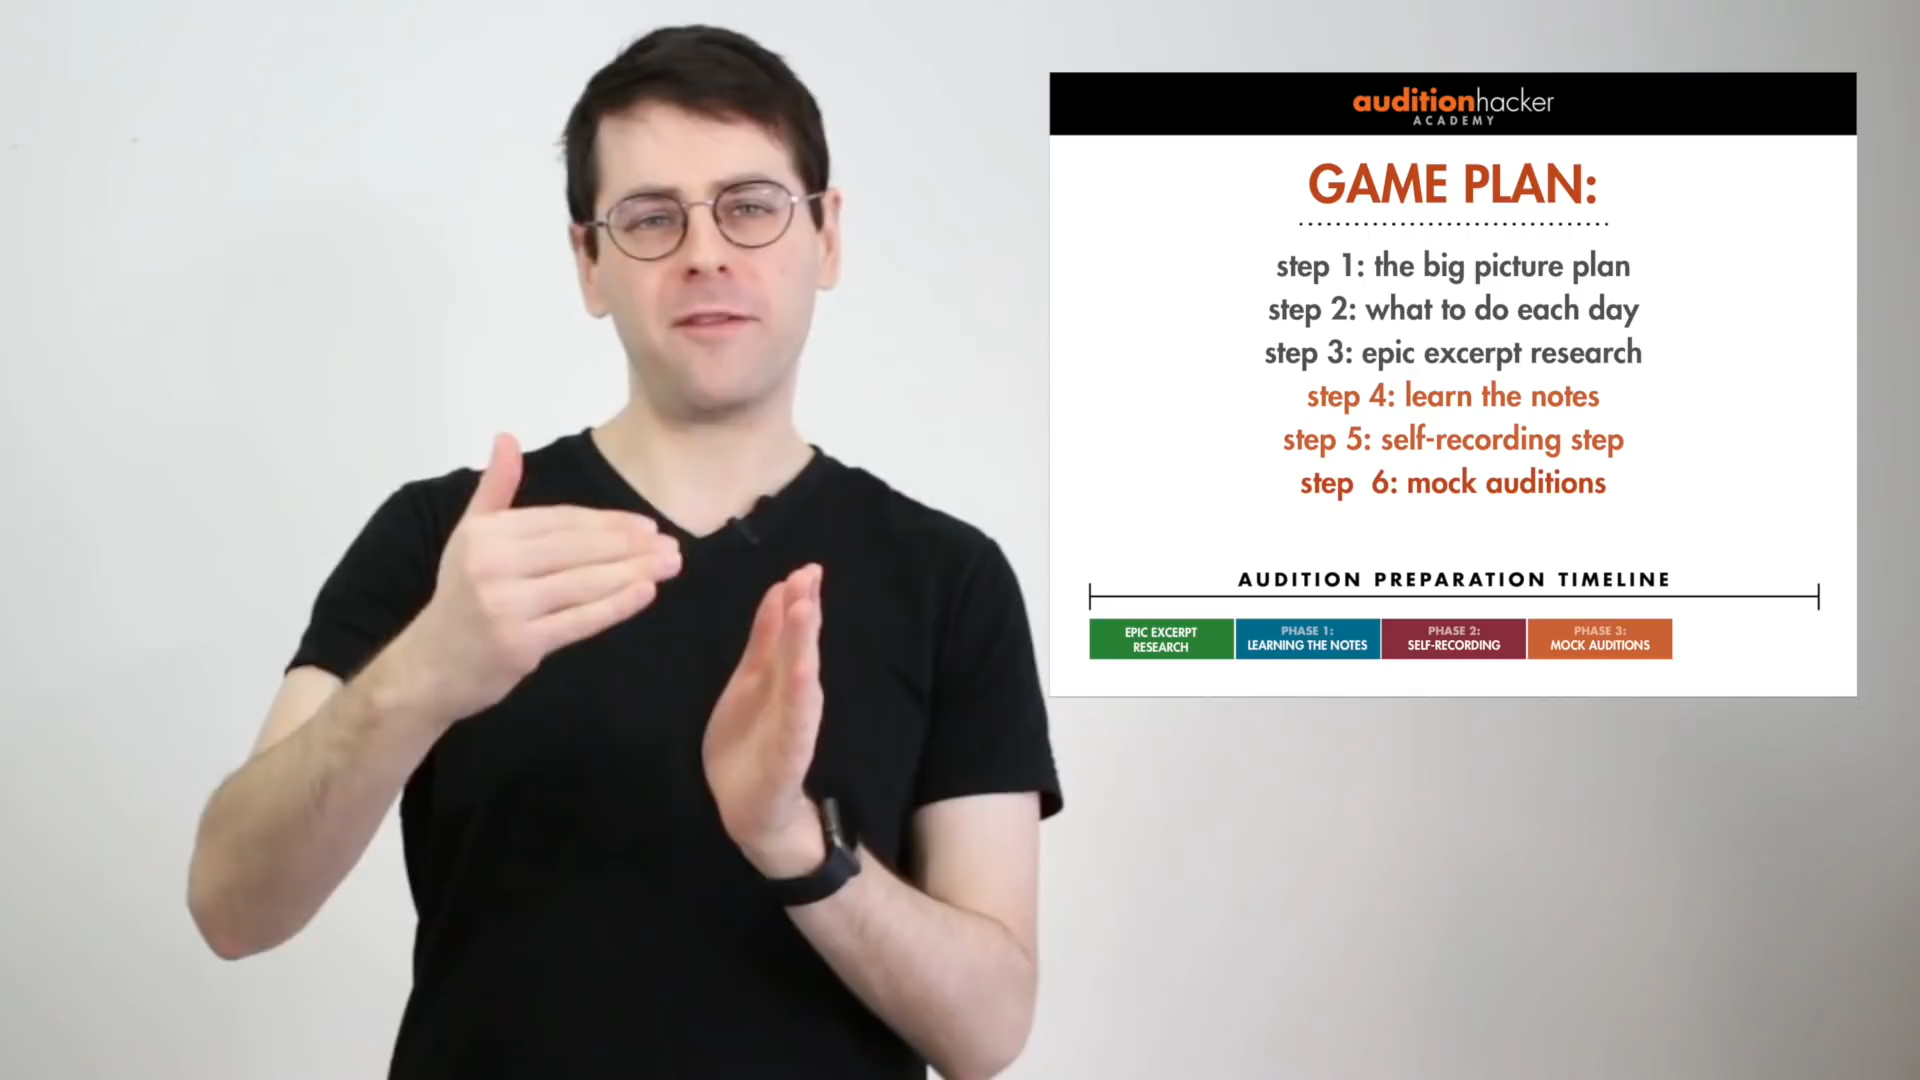 auditionhacker
ACADEMY
GAME PLAN:
step 1: the big picture plan
step 2: what to do each day
step 3: epic excerpt research
step 4: learn the notes
step 5: self-recording step
step 6: mock auditions
AUDITION PREPARATION TIMELINE
EPIC EXCERPT
RESEARCH
PHASE 1:
LEARNING THE NOTES
PHASE 2:
SELF-RECORDING
PHASE 3:
MOCK AUDITIONS